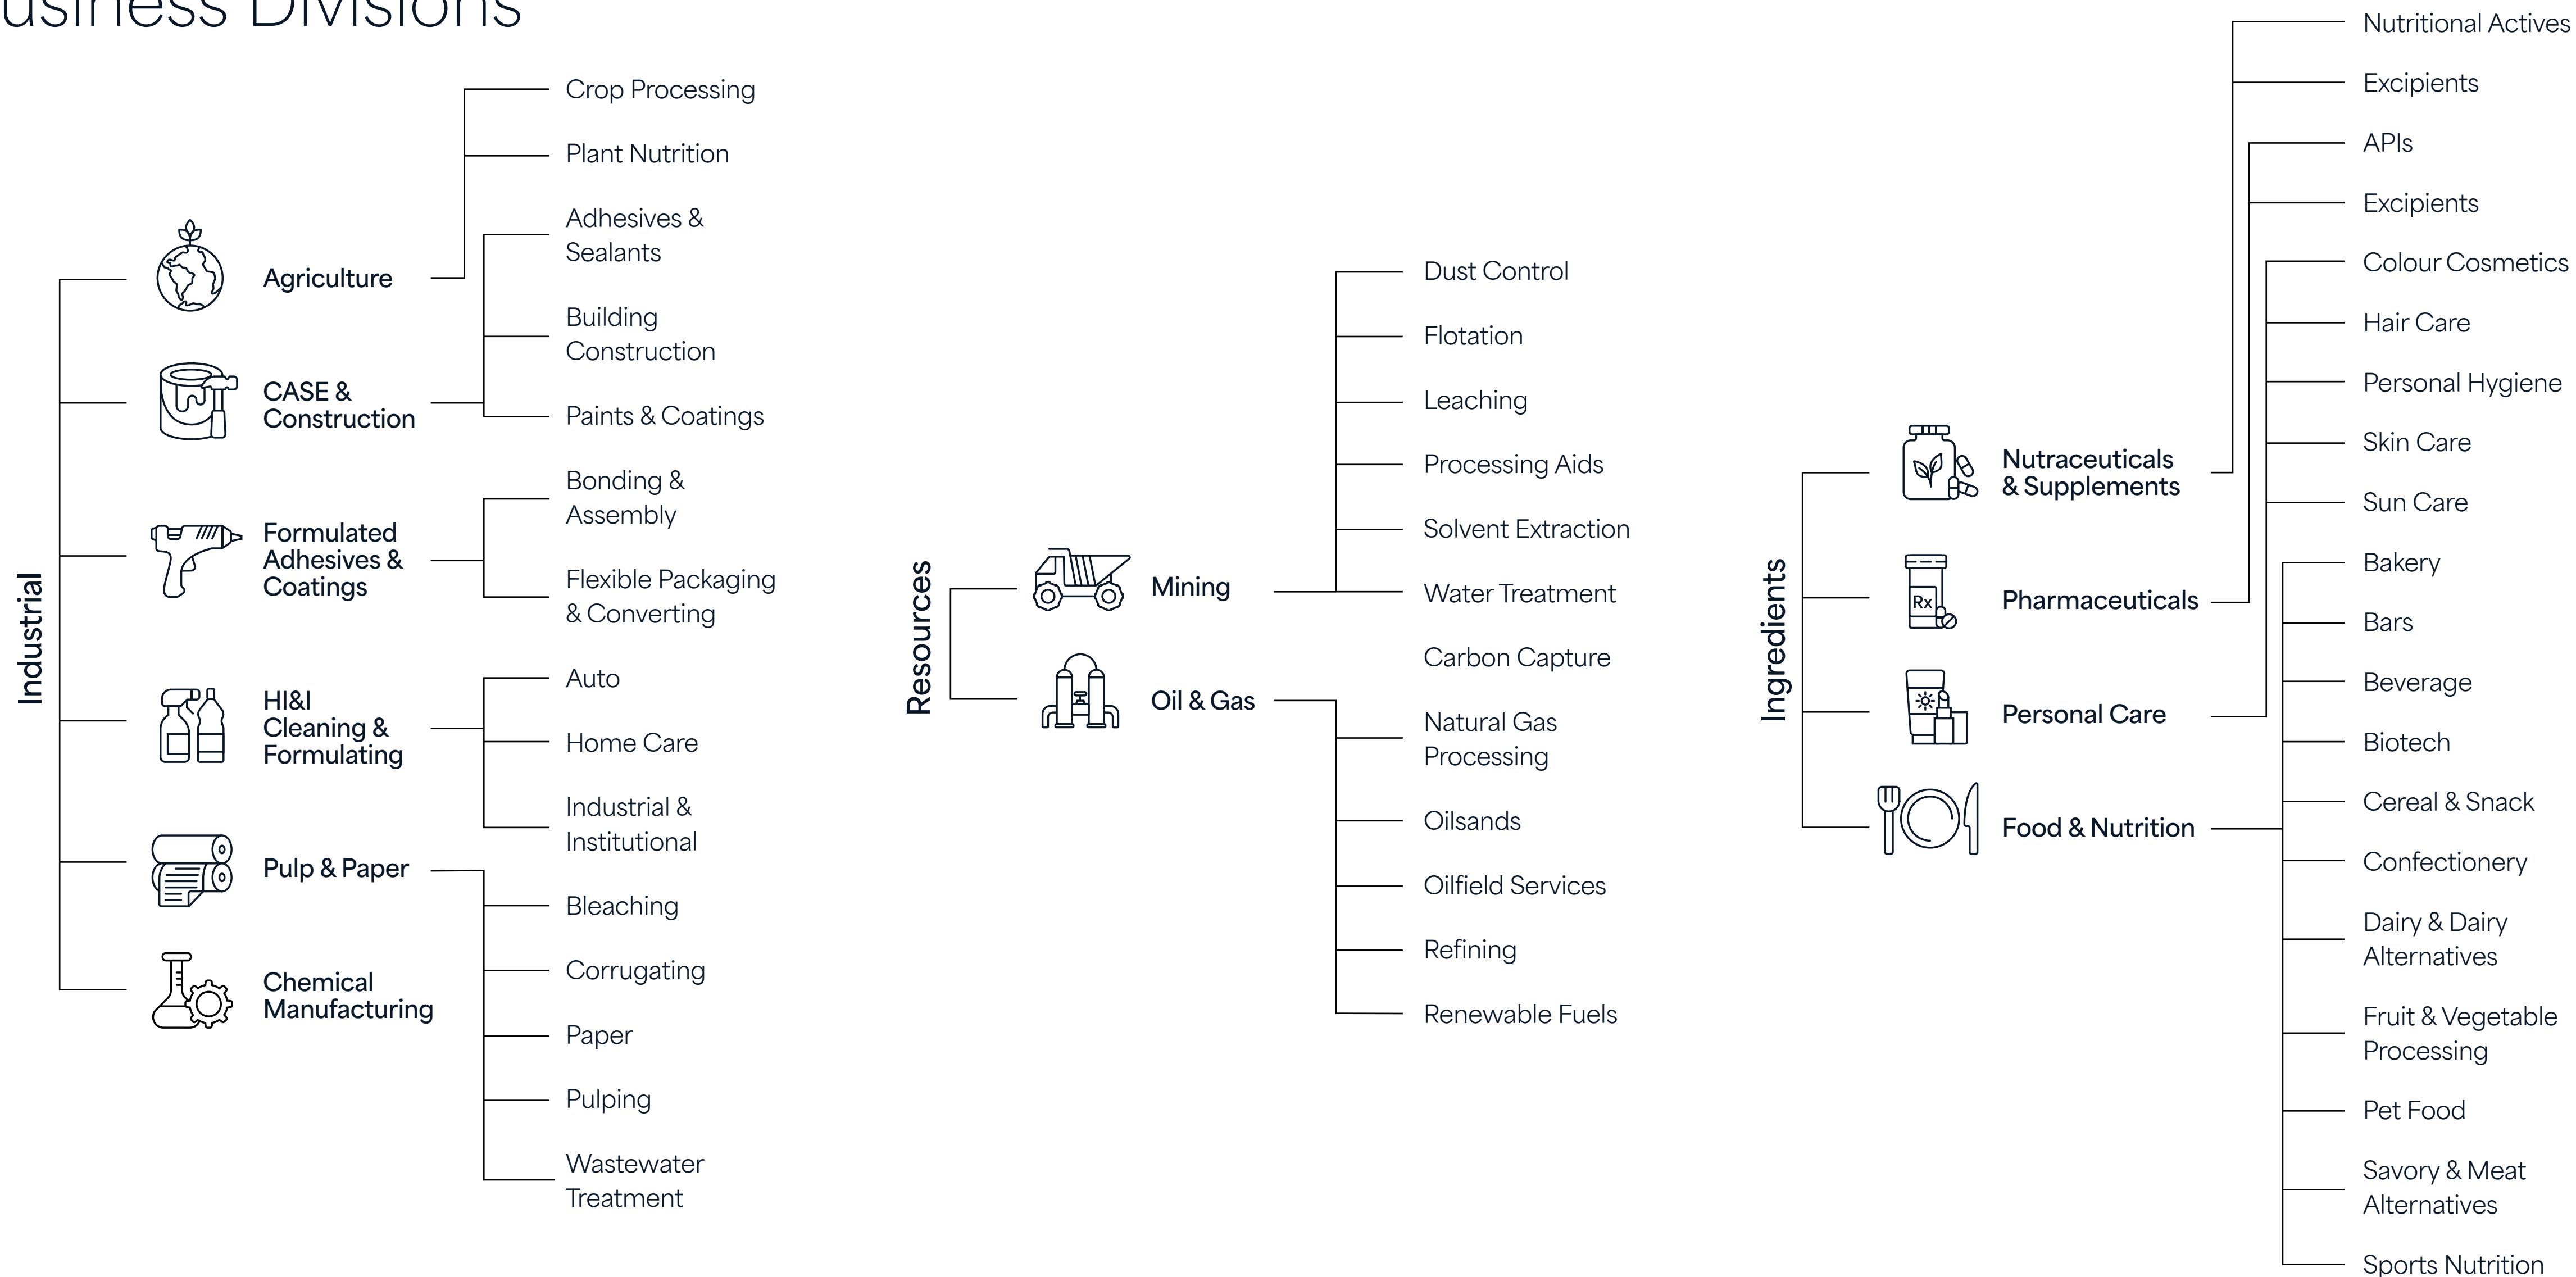 usiness Divisions
Industrial
Agriculture
Crop Processing
Plant Nutrition
CASE &
Construction
Adhesives &
Sealants
Building
Construction
Paints & Coatings
Formulated
Adhesives &
Coatings
Bonding &
Assembly
Flexible Packaging
& Converting
HI&I
Cleaning &
Formulating
Auto
Home Care
Industrial &
Institutional
Pulp & Paper
Bleaching
Corrugating
Paper
Pulping
Wastewater
Treatment
Chemical
Manufacturing
Resources
Mining
Dust Control
Flotation
Leaching
Processing Aids
Solvent Extraction
Water Treatment
Carbon Capture
Oil & Gas
Natural Gas
Processing
Oilsands
Oilfield Services
Refining
Renewable Fuels
Ingredients
Nutraceuticals
& Supplements
Nutritional Actives
Excipients
Rx
Pharmaceuticals
APIs
Excipients
Personal Care
Colour Cosmetics
Hair Care
Personal Hygiene
Skin Care
Sun Care
Food & Nutrition
Bakery
Bars
Beverage
Biotech
Cereal & Snack
Confectionery
Dairy & Dairy
Alternatives
Fruit & Vegetable
Processing
Pet Food
Savory & Meat
Alternatives
Sports Nutrition